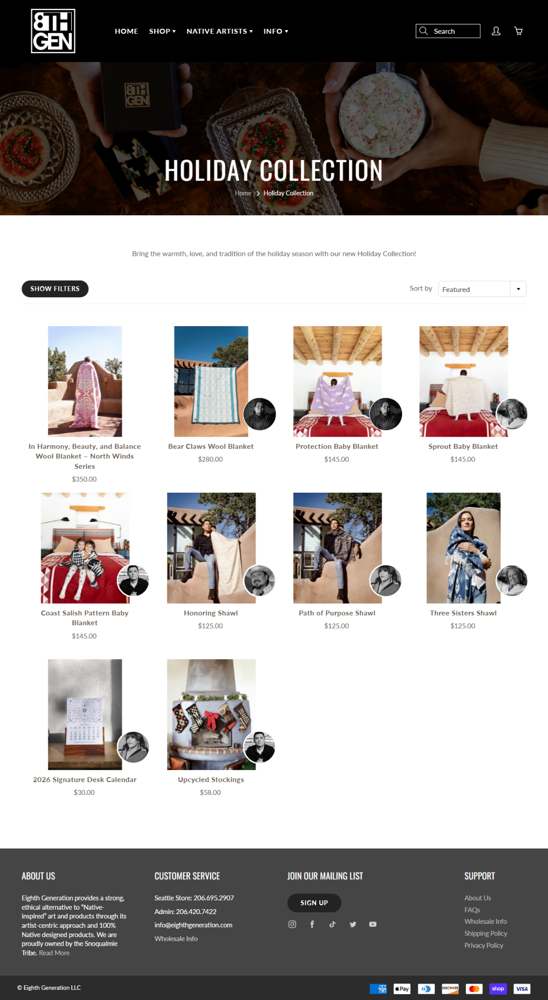 8TH
GEN
HOME SHOP NATIVE ARTISTS INFO
Search
8TH
GEN
HOLIDAY COLLECTION
Home Holiday Collection
Bring the warmth, love, and tradition of the holiday season with our new Holiday Collection!
SHOW FILTERS
Sort by Featured
In Harmony, Beauty, and Balance
Wool Blanket – North Winds
Series
$350.00
Bear Claws Wool Blanket
$280.00
Protection Baby Blanket
$145.00
Sprout Baby Blanket
$145.00
Coast Salish Pattern Baby
Blanket
$145.00
Honoring Shawl
$125.00
Path of Purpose Shawl
$125.00
Three Sisters Shawl
$125.00
2026 Signature Desk Calendar
$30.00
Upcycled Stockings
$58.00
ABOUT US
Eighth Generation provides a strong,
ethical alternative to “Native-
inspired” art and products through its
artist-centric approach and 100%
Native designed products. We are
proudly owned by the Snoqualmie
Tribe. Read More
CUSTOMER SERVICE
Seattle Store: 206.695.2907
Admin: 206.420.7422
info@eighthgeneration.com
Wholesale Info
JOIN OUR MAILING LIST
SIGN UP
SUPPORT
About Us
FAQs
Wholesale Info
Shipping Policy
Privacy Policy
© Eighth Generation LLC
AMEX
Pay
DISCOVER
shop
VISA